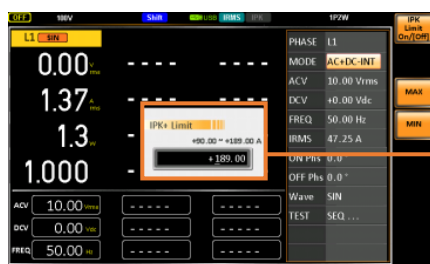 OFF 100V Shift USB IRMS IPK 1P2W
IPK Limit On/[Off]
MAX
MIN
L1 SIN
0.00 Vrms
1.37 A rms
1.3 W
1.000
- - - - - - - -
- - - - - - - -
IPK+ Limit
+90.00 ~ +189.00 A
+189.00
PHASE L1
MODE AC+DC-INT
ACV 10.00 Vrms
DCV +0.00 Vdc
FREQ 50.00 Hz
IRMS 47.25 A
ON Phs 0.0 °
OFF Phs 0.0 °
Wave SIN
TEST SEQ ...
ACV 10.00 Vrms - - - - - - - - - -
DCV 0.00 Vdc - - - - - - - - - -
FREQ 50.00 Hz - - - - - - - - - -